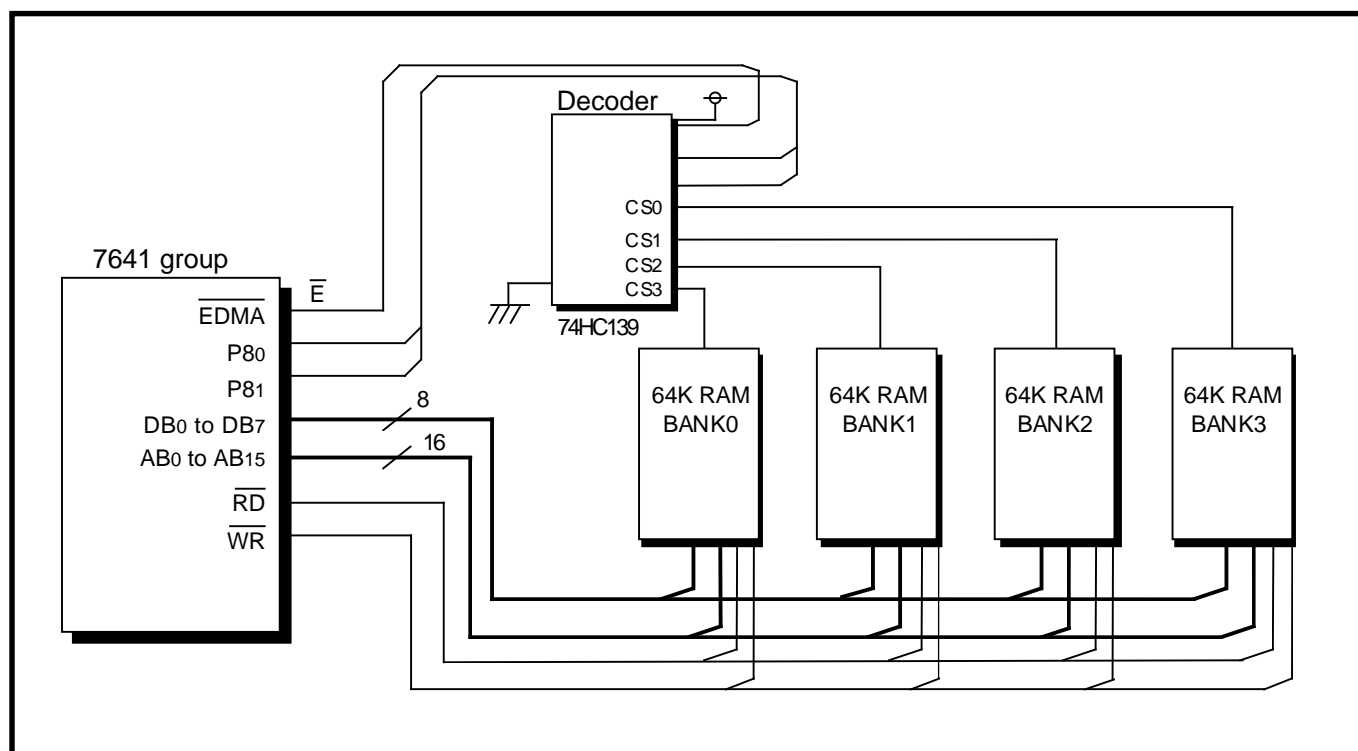 Decoder
CS0
CS1
CS2
CS3
74HC139
7641 group
E
EDMA
P80
P81
DB0 to DB7
AB0 to AB15
RD
WR
8
16
64K RAM
BANK0
64K RAM
BANK1
64K RAM
BANK2
64K RAM
BANK3